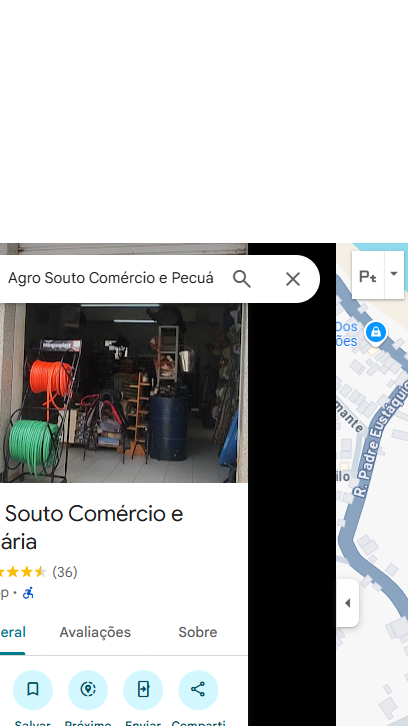 Agro Souto Comércio e Pecuá
Souto Comércio e
ária
(36)
op •
eral
Avaliações
Sobre
Salvar
Próximo
Enviar
Comparti
Dos
ões
mante
ilo
R. Padre Eustáquio